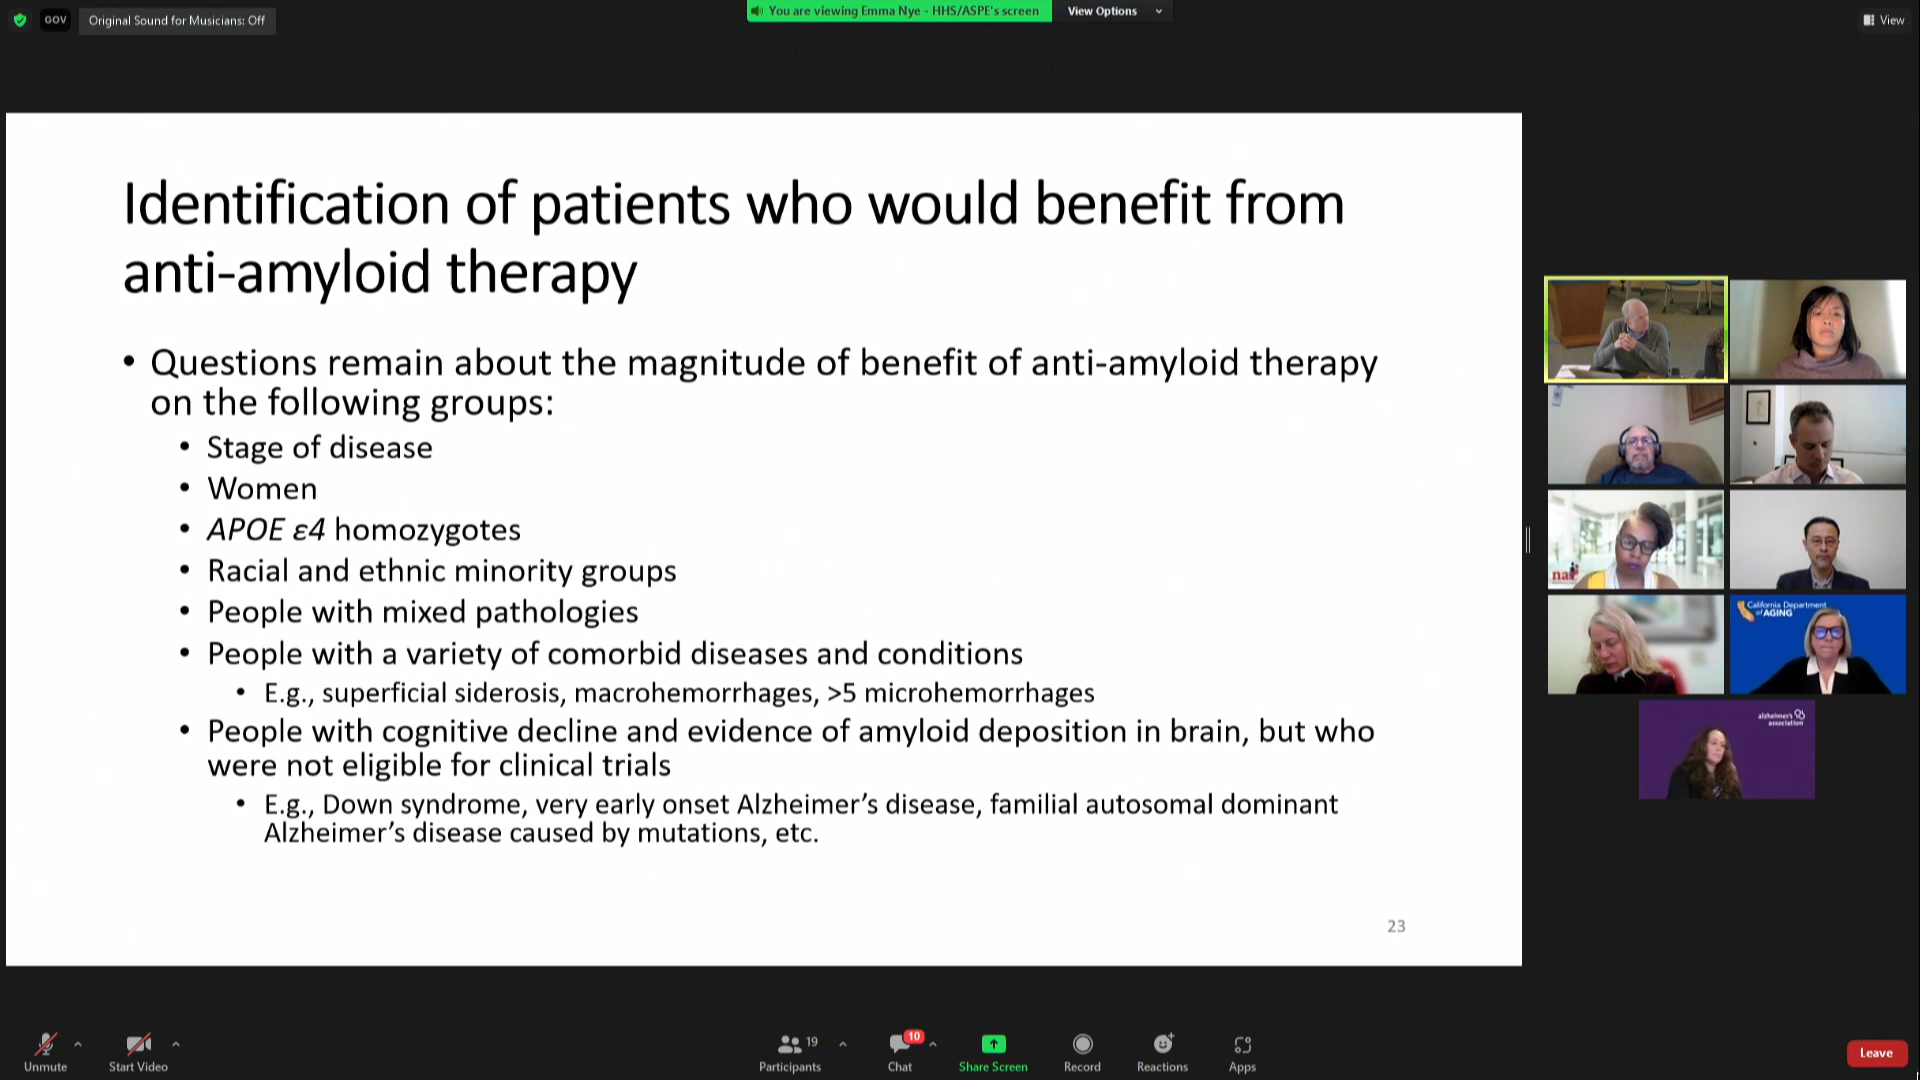 GOV
Original Sound for Musicians: Off
You are viewing Emma Nye - HHS/ASPE's screen
View Options
View
Identification of patients who would benefit from
anti-amyloid therapy
• Questions remain about the magnitude of benefit of anti-amyloid therapy
on the following groups:
• Stage of disease
• Women
• APOE ε4 homozygotes
• Racial and ethnic minority groups
• People with mixed pathologies
• People with a variety of comorbid diseases and conditions
• E.g., superficial siderosis, macrohemorrhages, >5 microhemorrhages
• People with cognitive decline and evidence of amyloid deposition in brain, but who
were not eligible for clinical trials
• E.g., Down syndrome, very early onset Alzheimer's disease, familial autosomal dominant
Alzheimer's disease caused by mutations, etc.
23
California Department
of AGING
alzheimer's
association
Unmute
Start Video
19
Participants
10
Chat
Share Screen
Record
Reactions
Apps
Leave